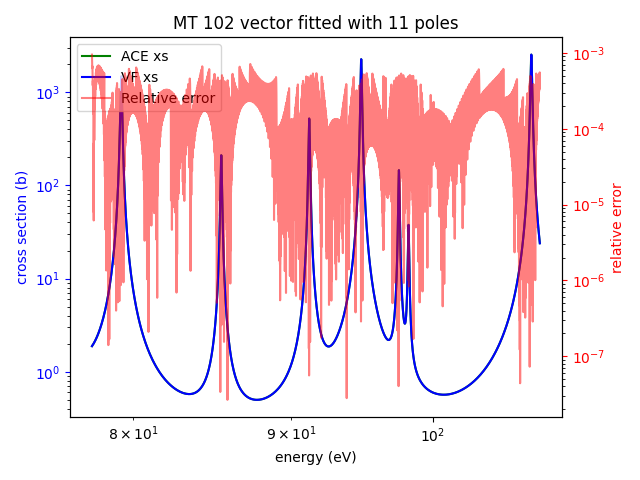 MT 102 vector fitted with 11 poles
ACE xs
VF xs
Relative error
cross section (b)
10³
10²
10¹
10⁰
relative error
10⁻³
10⁻⁴
10⁻⁵
10⁻⁶
10⁻⁷
8 × 10¹
9 × 10¹
10²
energy (eV)